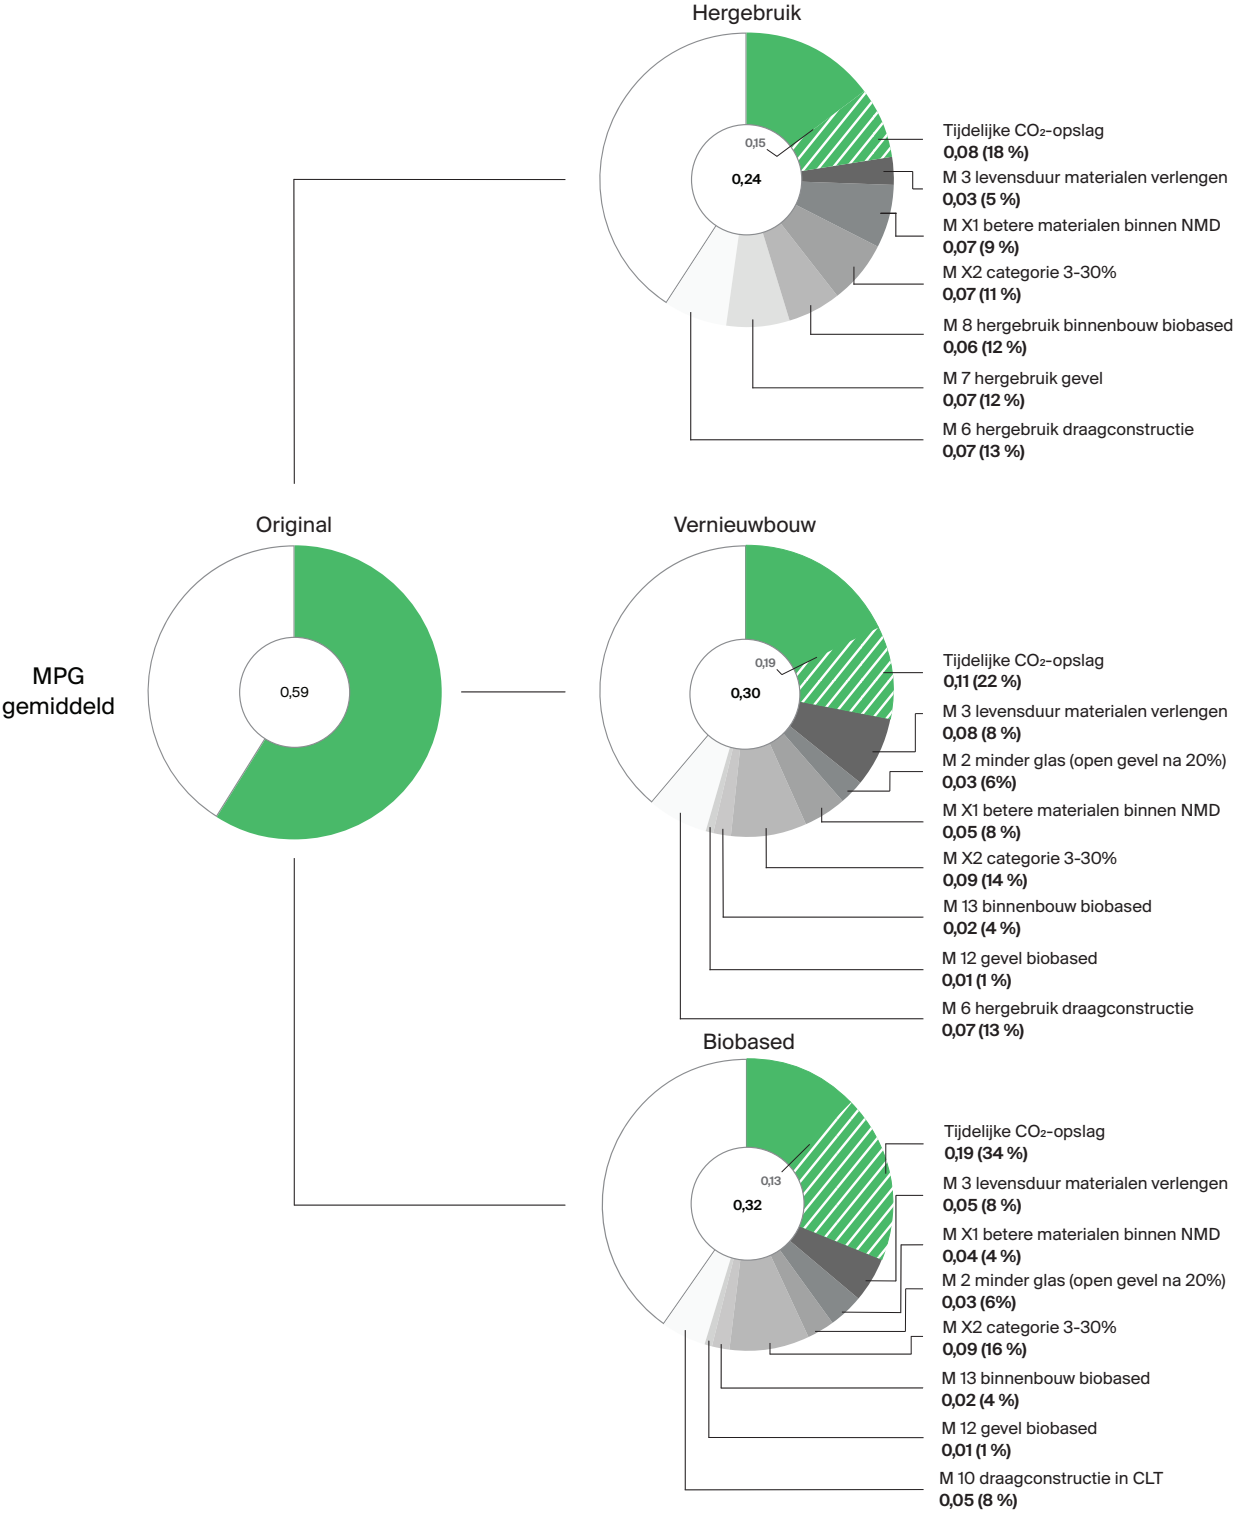 Hergebruik
0,15
0,24
Tijdelijke CO₂-opslag
0,08 (18 %)
M 3 levensduur materialen verlengen
0,03 (5 %)
M X1 betere materialen binnen NMD
0,07 (9 %)
M X2 categorie 3-30%
0,07 (11 %)
M 8 hergebruik binnenbouw biobased
0,06 (12 %)
M 7 hergebruik gevel
0,07 (12 %)
M 6 hergebruik draagconstructie
0,07 (13 %)
MPG
gemiddeld
Original
0,59
Vernieuwbouw
0,19
0,30
Tijdelijke CO₂-opslag
0,11 (22 %)
M 3 levensduur materialen verlengen
0,08 (8 %)
M 2 minder glas (open gevel na 20%)
0,03 (6%)
M X1 betere materialen binnen NMD
0,05 (8 %)
M X2 categorie 3-30%
0,09 (14 %)
M 13 binnenbouw biobased
0,02 (4 %)
M 12 gevel biobased
0,01 (1 %)
M 6 hergebruik draagconstructie
0,07 (13 %)
Biobased
0,13
0,32
Tijdelijke CO₂-opslag
0,19 (34 %)
M 3 levensduur materialen verlengen
0,05 (8 %)
M X1 betere materialen binnen NMD
0,04 (4 %)
M 2 minder glas (open gevel na 20%)
0,03 (6%)
M X2 categorie 3-30%
0,09 (16 %)
M 13 binnenbouw biobased
0,02 (4 %)
M 12 gevel biobased
0,01 (1 %)
M 10 draagconstructie in CLT
0,05 (8 %)